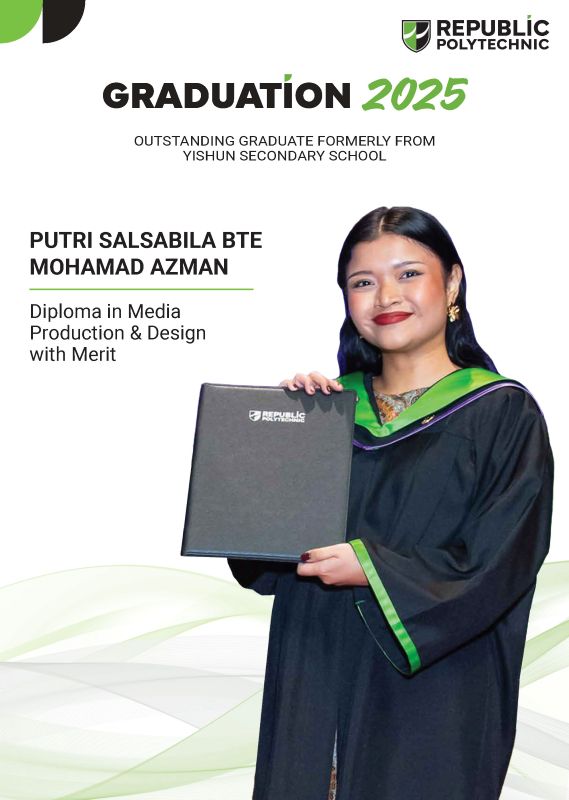 REPUBLIC
POLYTECHNIC
GRADUATION 2025
OUTSTANDING GRADUATE FORMERLY FROM
YISHUN SECONDARY SCHOOL
PUTRI SALSABILA BTE
MOHAMAD AZMAN
Diploma in Media
Production & Design
with Merit
REPUBLIC
POLYTECHNIC